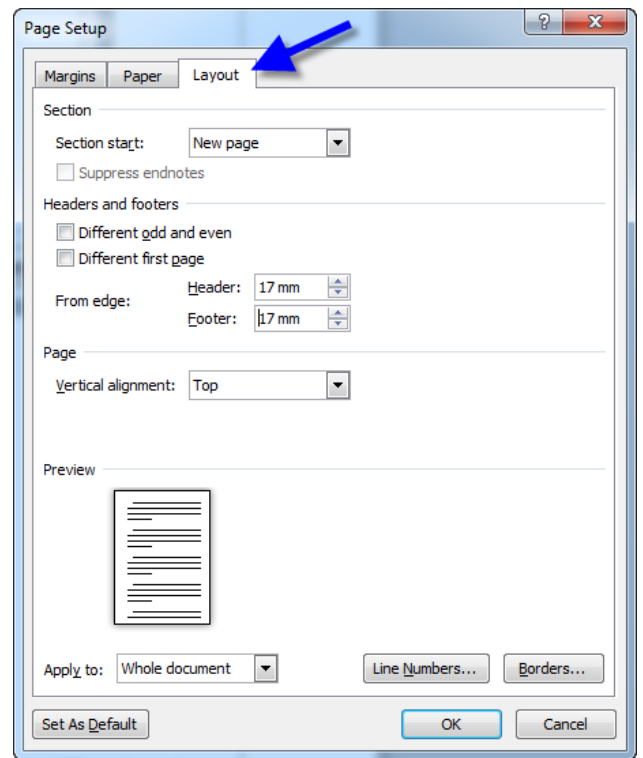 Page Setup
Margins Paper Layout
Section
Section start: New page
Suppress endnotes
Headers and footers
Different odd and even
Different first page
From edge:
Header: 17 mm
Footer: 17 mm
Page
Vertical alignment: Top
Preview
Apply to: Whole document Line Numbers... Borders...
Set As Default OK Cancel